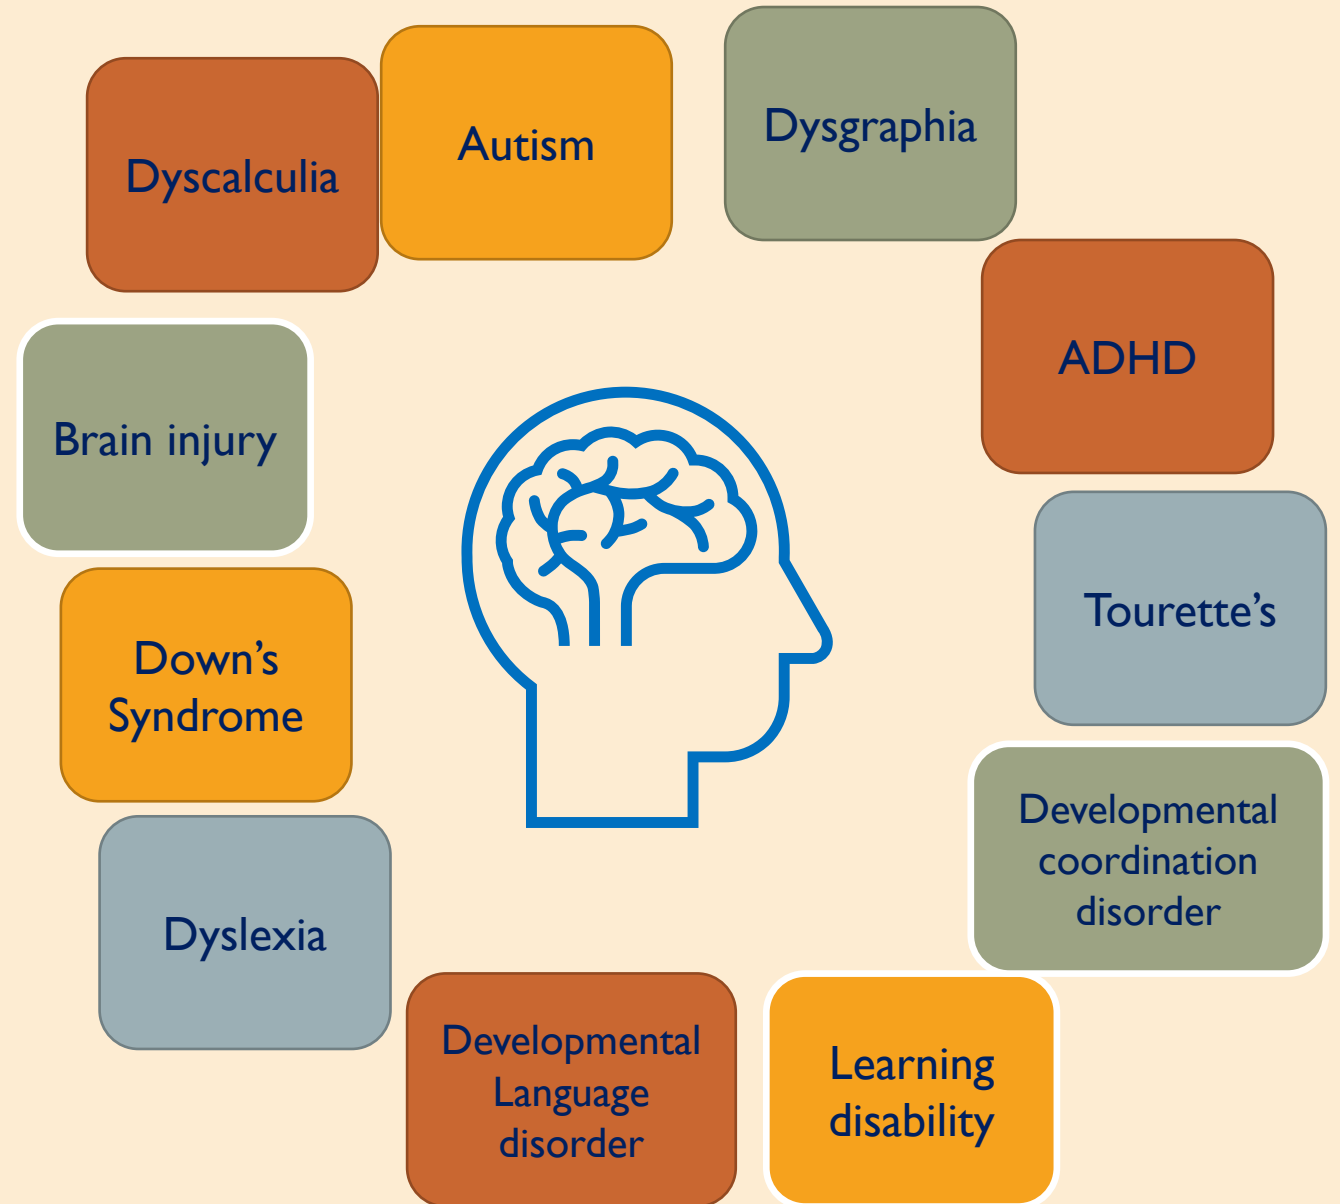 Dyscalculia
Autism
Dysgraphia
ADHD
Brain injury
Tourette’s
Down’s
Syndrome
Developmental
coordination
disorder
Dyslexia
Developmental
Language
disorder
Learning
disability